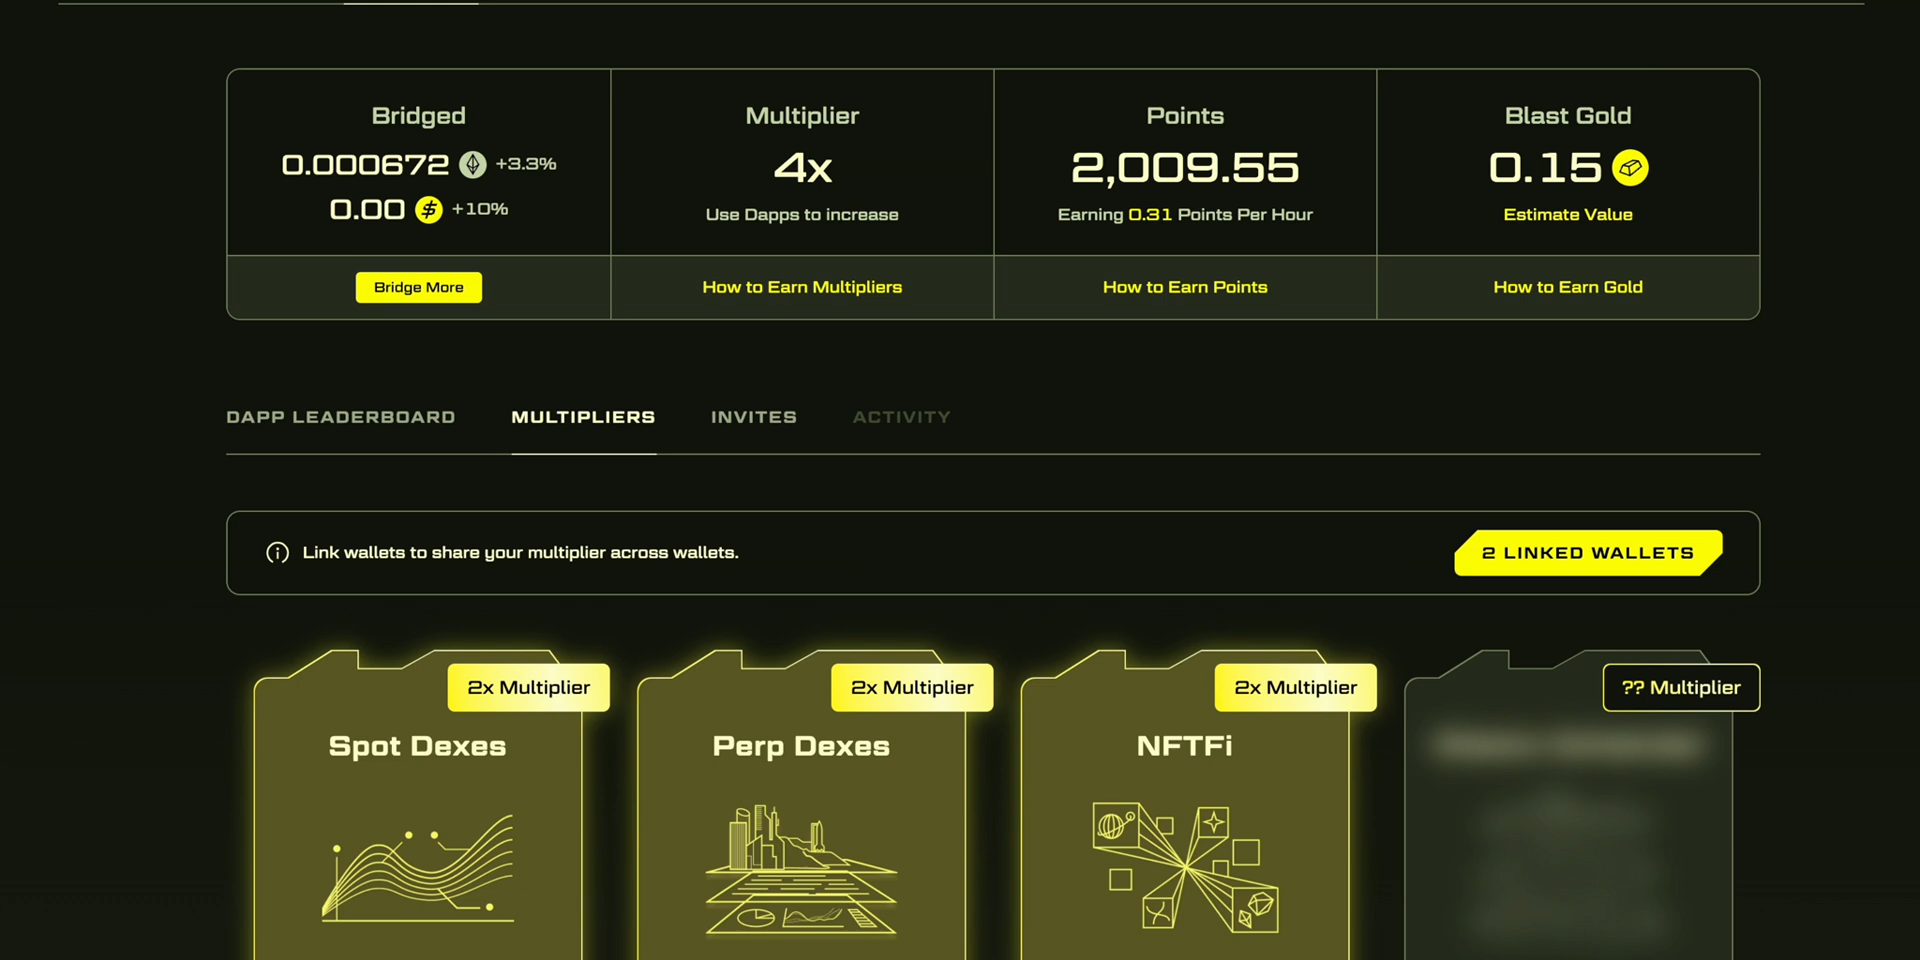 Bridged
0.000672 +3.3%
0.00 $ +10%
Bridge More
Multiplier
4x
Use Dapps to increase
How to Earn Multipliers
Points
2,009.55
Earning 0.31 Points Per Hour
How to Earn Points
Blast Gold
0.15
Estimate Value
How to Earn Gold
DAPP LEADERBOARD MULTIPLIERS INVITES ACTIVITY
Link wallets to share your multiplier across wallets.
2 LINKED WALLETS
2x Multiplier
Spot Dexes
2x Multiplier
Perp Dexes
2x Multiplier
NFTFi
?? Multiplier